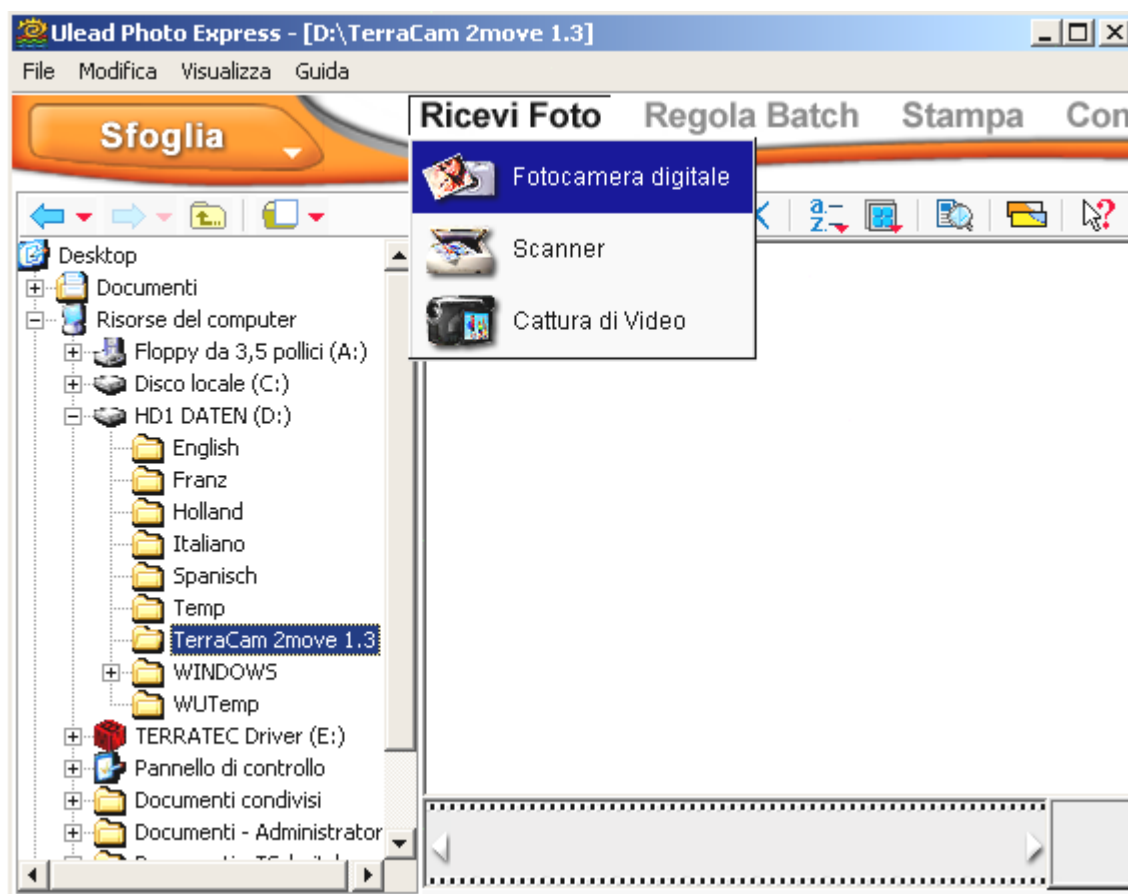 Ulead Photo Express - [D:\TerraCam 2move 1.3]
File Modifica Visualizza Guida
Sfoglia
Ricevi Foto Regola Batch Stampa Con
Fotocamera digitale
Scanner
Cattura di Video
Desktop
Documenti
Risorse del computer
Floppy da 3,5 pollici (A:)
Disco locale (C:)
HD1 DATEN (D:)
English
Franz
Holland
Italiano
Spanisch
Temp
TerraCam 2move 1.3
WINDOWS
WUTemp
TERRATEC Driver (E:)
Pannello di controllo
Documenti condivisi
Documenti - Administrator